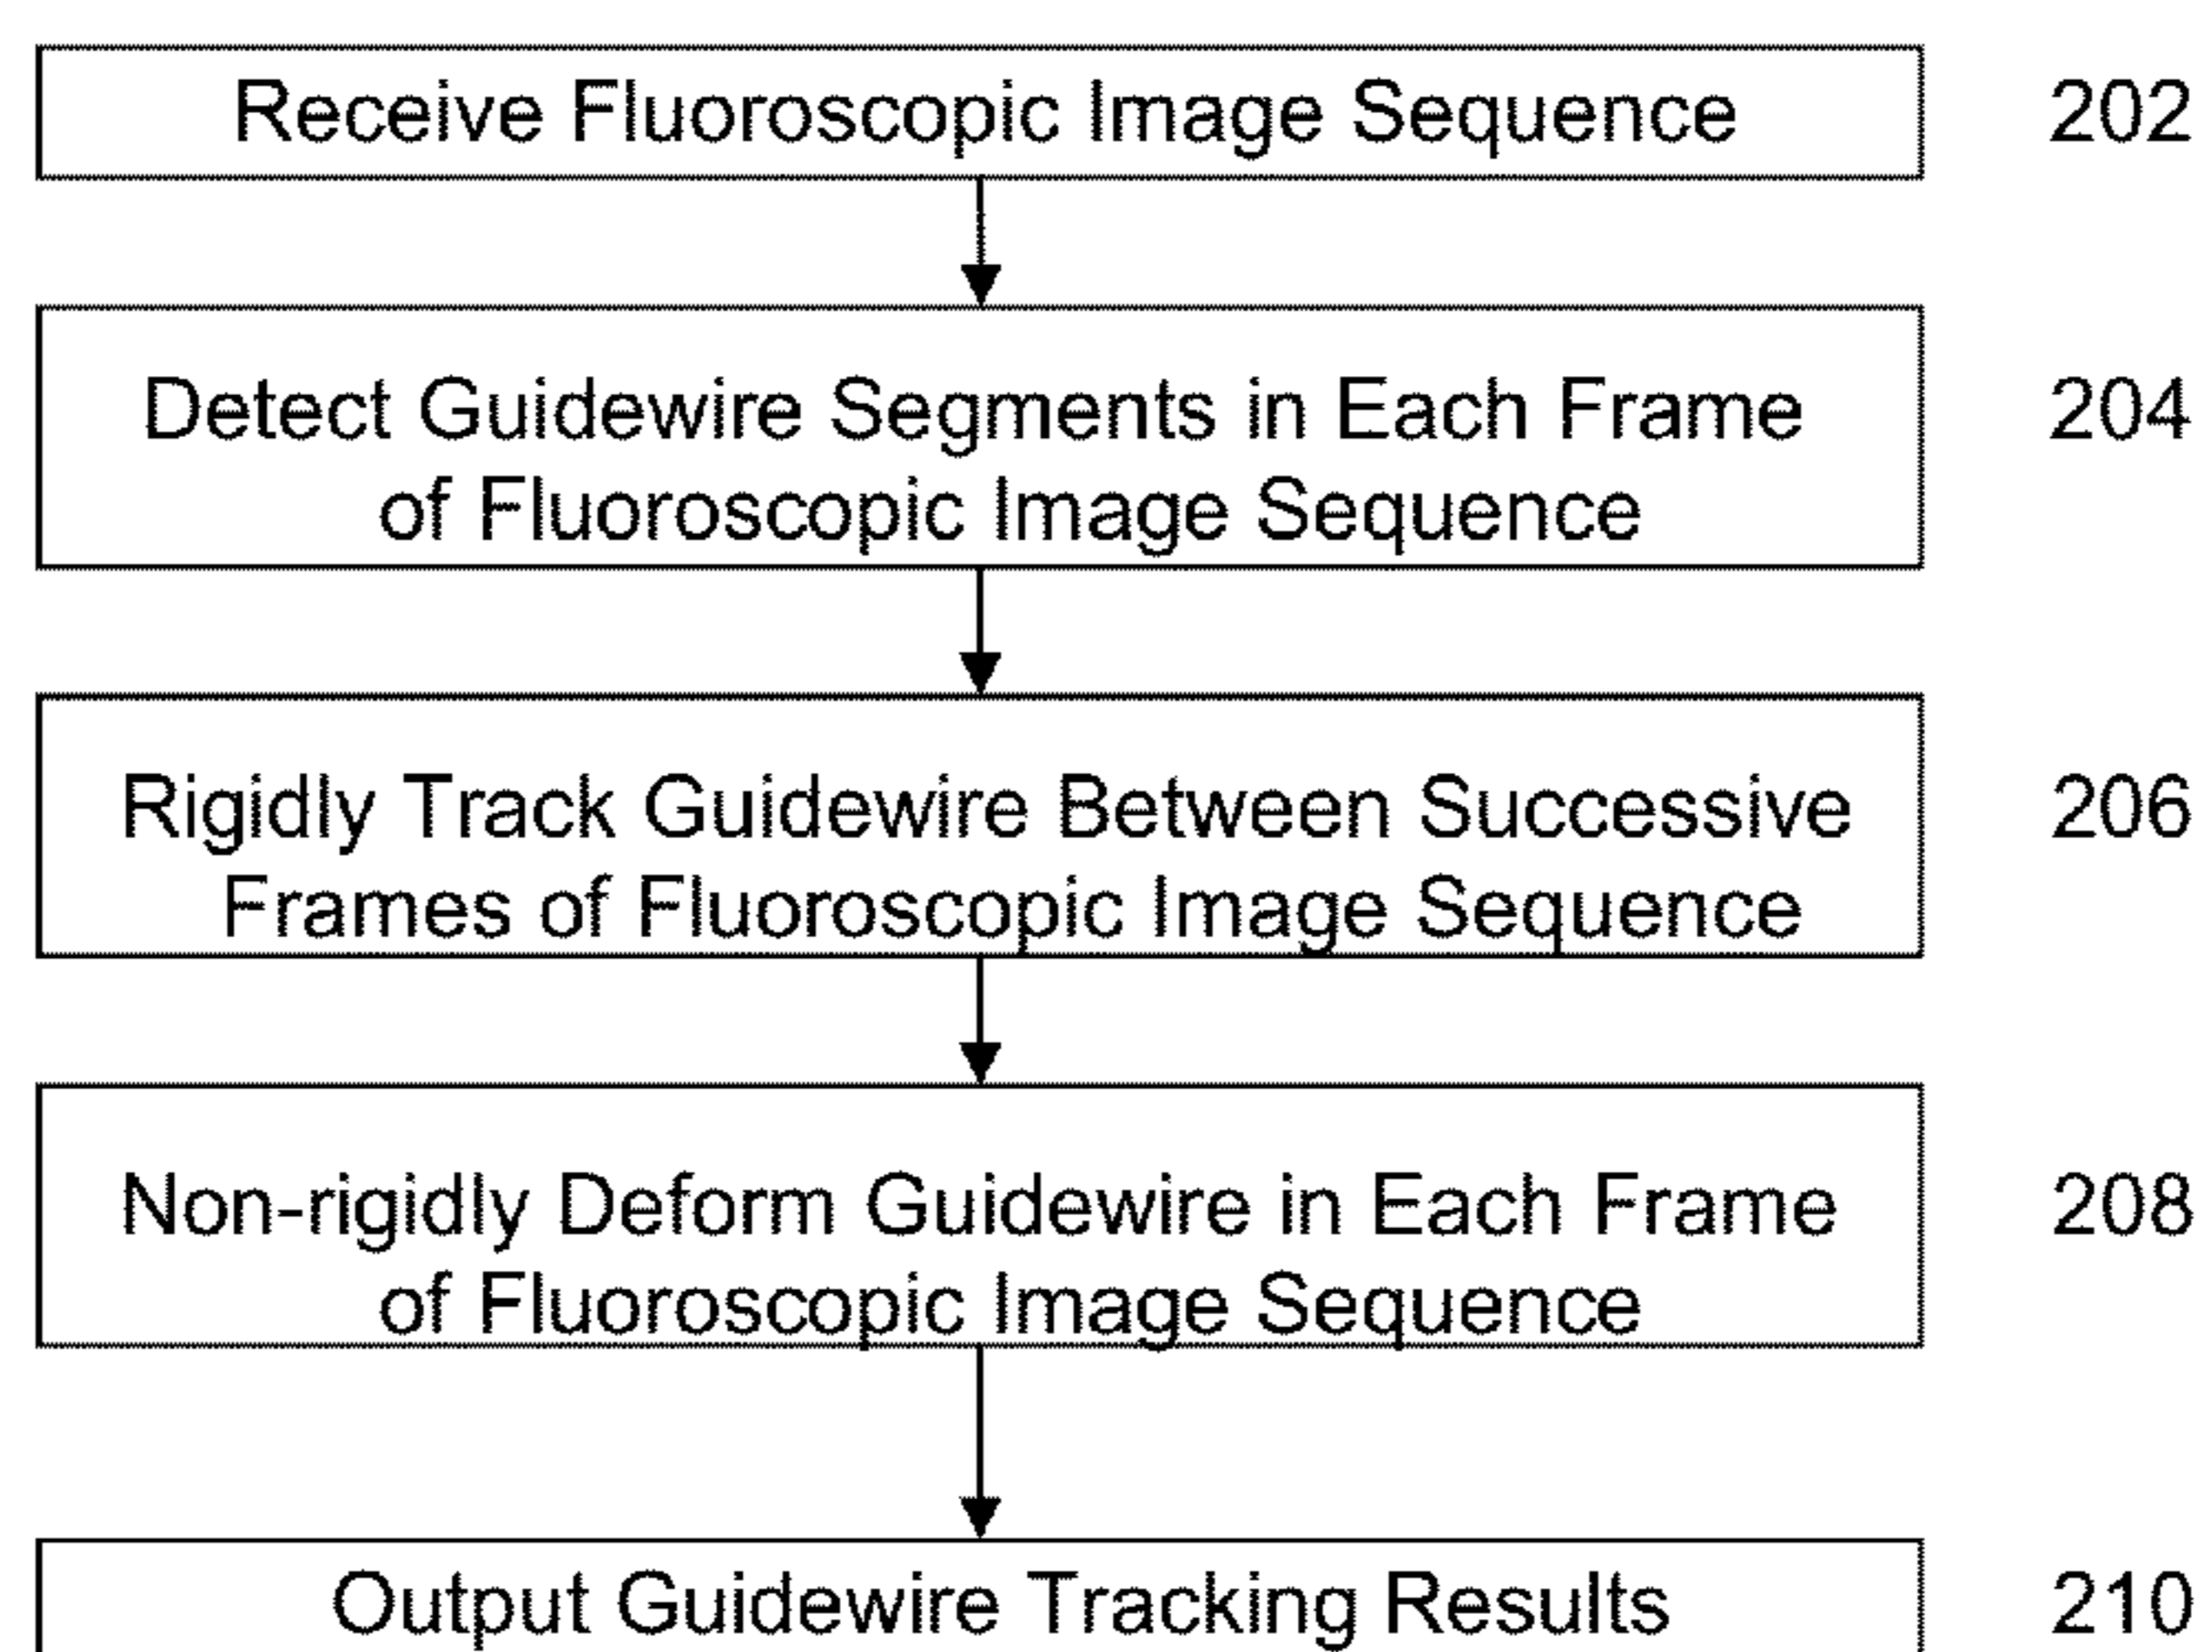 Receive Fluoroscopic Image Sequence 202
Detect Guidewire Segments in Each Frame 204
of Fluoroscopic Image Sequence
Rigidly Track Guidewire Between Successive 206
Frames of Fluoroscopic Image Sequence
Non-rigidly Deform Guidewire in Each Frame 208
of Fluoroscopic Image Sequence
Output Guidewire Tracking Results 210